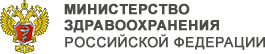 МИНИСТЕРСТВО
ЗДРАВООХРАНЕНИЯ
РОССИЙСКОЙ ФЕДЕРАЦИИ